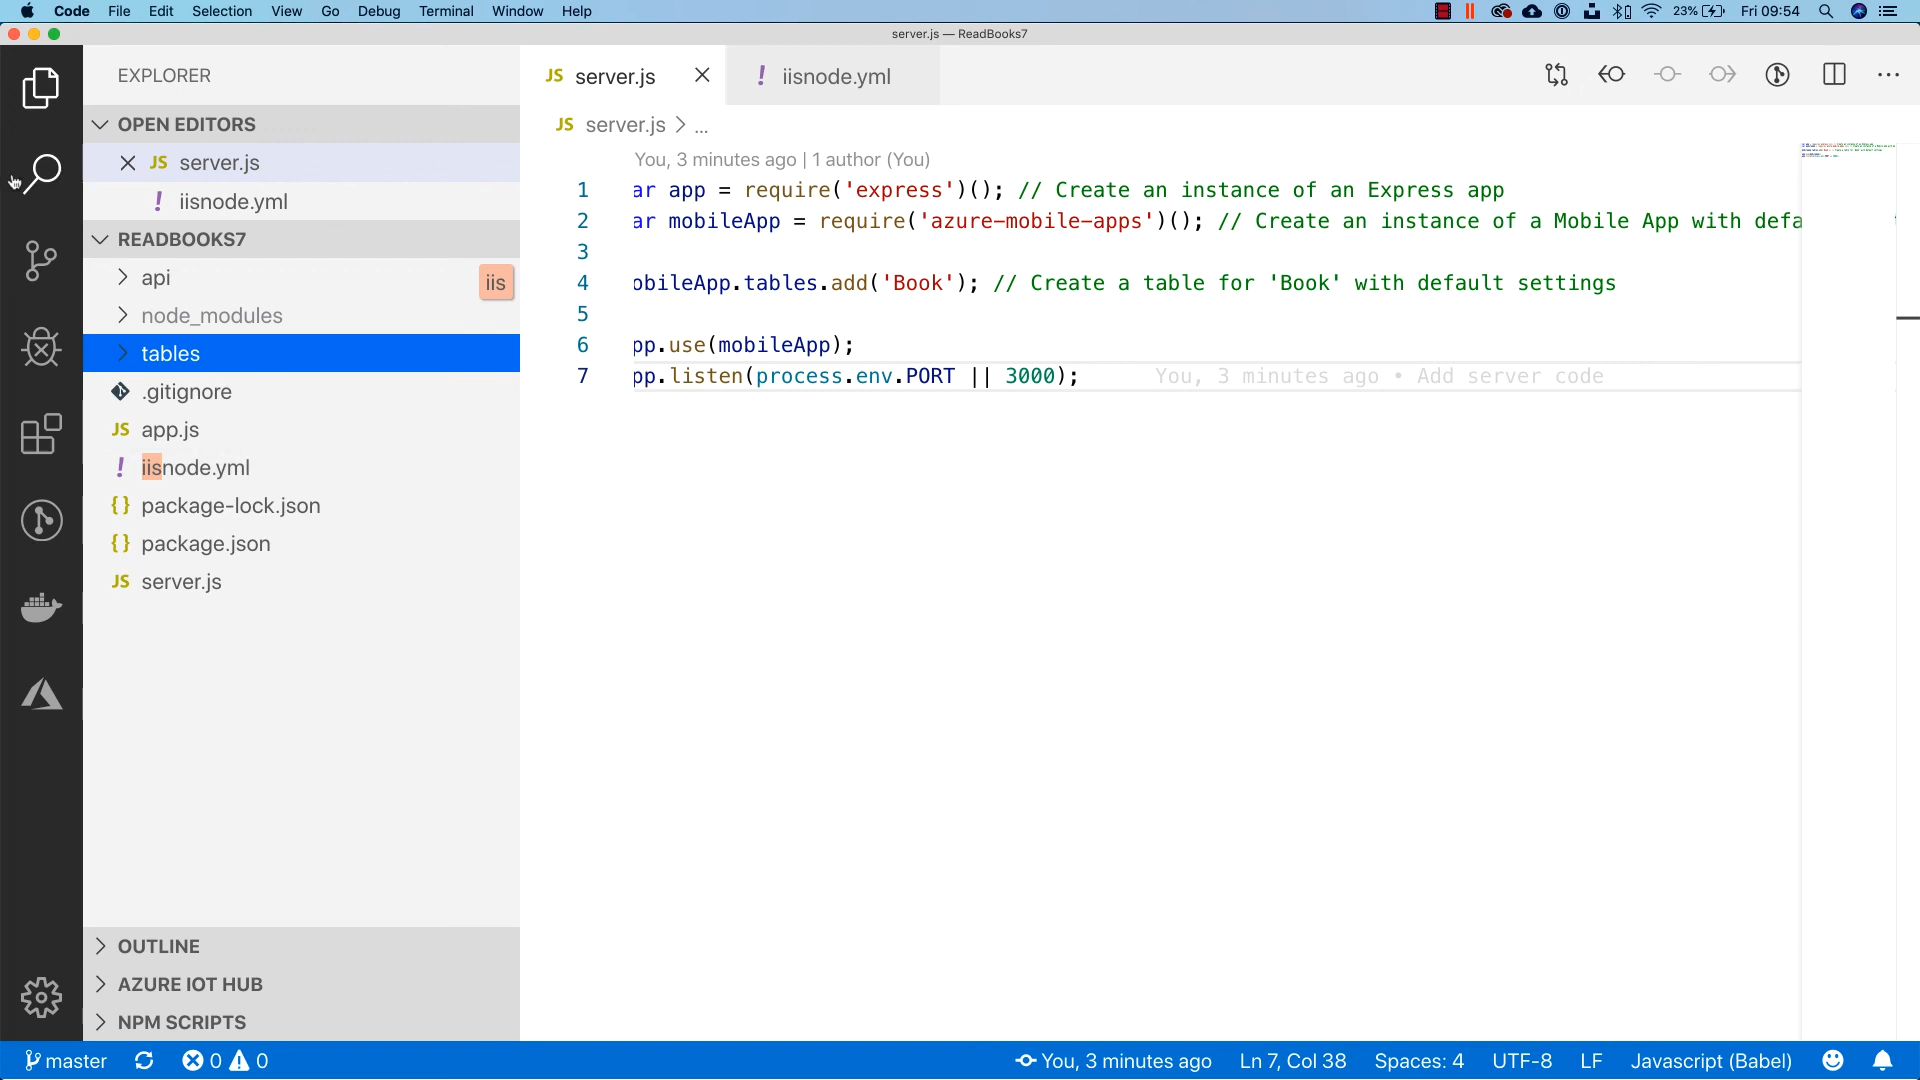 Code File Edit Selection View Go Debug Terminal Window Help 23% Fri 09:54
server.js — ReadBooks7
EXPLORER
JS server.js
! iisnode.yml
OPEN EDITORS
JS server.js
! iisnode.yml
READBOOKS7
api
iis
node_modules
tables
.gitignore
JS app.js
! iisnode.yml
{} package-lock.json
{} package.json
JS server.js
OUTLINE
AZURE IOT HUB
NPM SCRIPTS
JS server.js > ...
You, 3 minutes ago | 1 author (You)
1 ar app = require('express')(); // Create an instance of an Express app
2 ar mobileApp = require('azure-mobile-apps')(); // Create an instance of a Mobile App with defa
3
4 obileApp.tables.add('Book'); // Create a table for 'Book' with default settings
5
6 pp.use(mobileApp);
7 pp.listen(process.env.PORT || 3000); You, 3 minutes ago • Add server code
master 0 0 You, 3 minutes ago Ln 7, Col 38 Spaces: 4 UTF-8 LF Javascript (Babel)